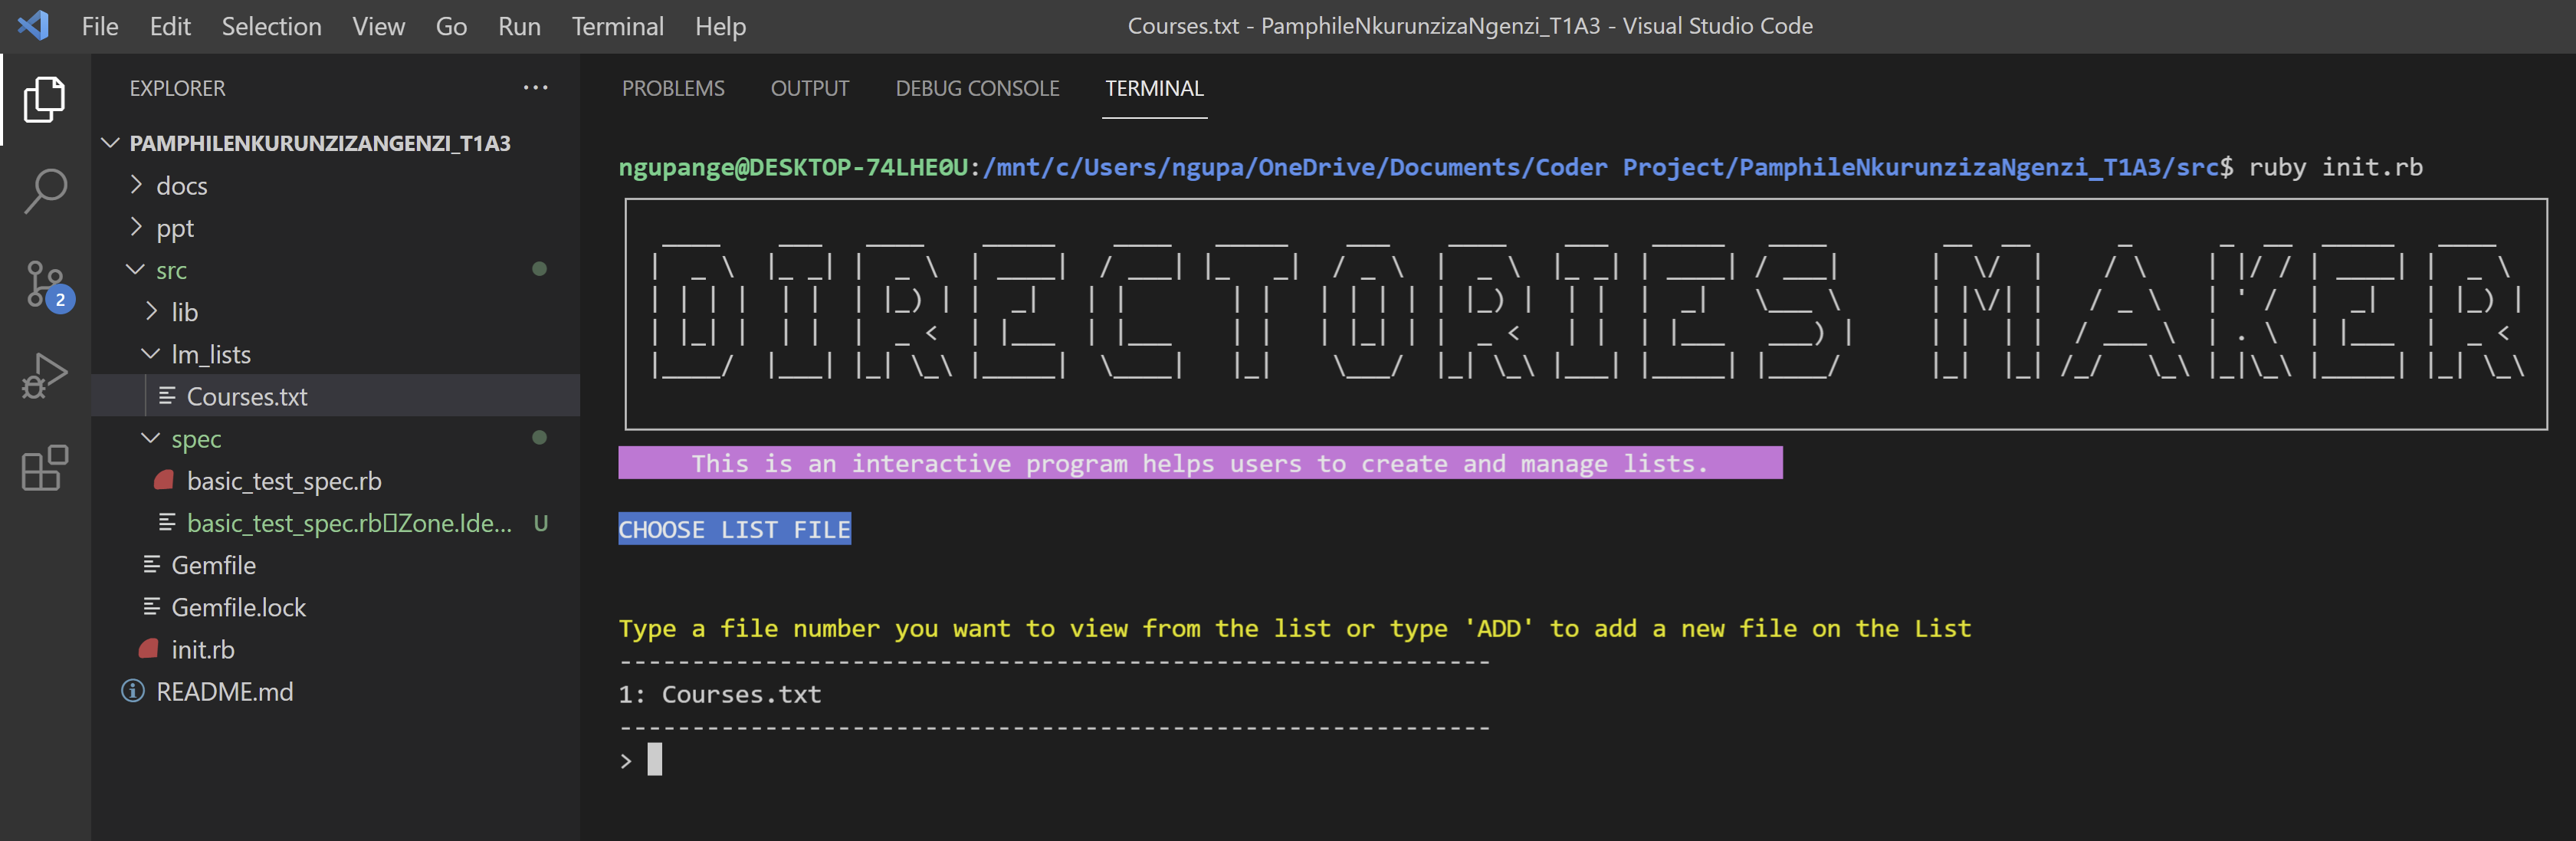 File Edit Selection View Go Run Terminal Help
Courses.txt - PamphileNkurunzizaNgenzi_T1A3 - Visual Studio Code
EXPLORER
PAMPHILENKURUNZIZANGENZI_T1A3
docs
ppt
src
lib
lm_lists
Courses.txt
spec
basic_test_spec.rb
basic_test_spec.rb▯Zone.Ide... U
Gemfile
Gemfile.lock
init.rb
README.md
2
PROBLEMS OUTPUT DEBUG CONSOLE TERMINAL
ngupange@DESKTOP-74LHE0U:/mnt/c/Users/ngupa/OneDrive/Documents/Coder Project/PamphileNkurunzizaNgenzi_T1A3/src$ ruby init.rb
DIRECTORIES MAKER
This is an interactive program helps users to create and manage lists.
CHOOSE LIST FILE
Type a file number you want to view from the list or type 'ADD' to add a new file on the List
------------------------------------------------------------
1: Courses.txt
------------------------------------------------------------
>